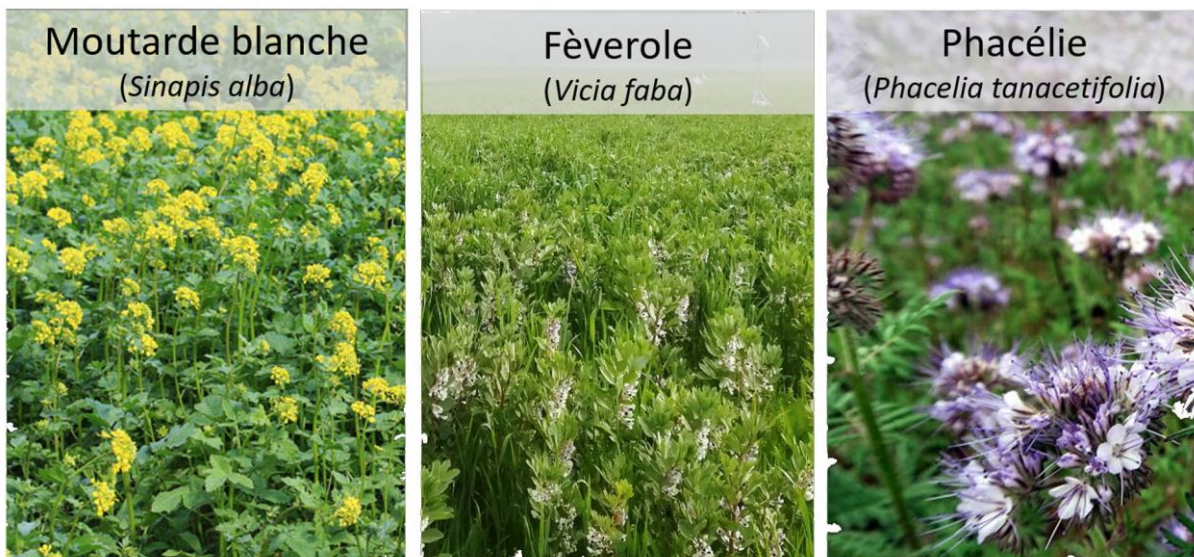 Moutarde blanche
(Sinapis alba)
Fèverole
(Vicia faba)
Phacélie
(Phacelia tanacetifolia)